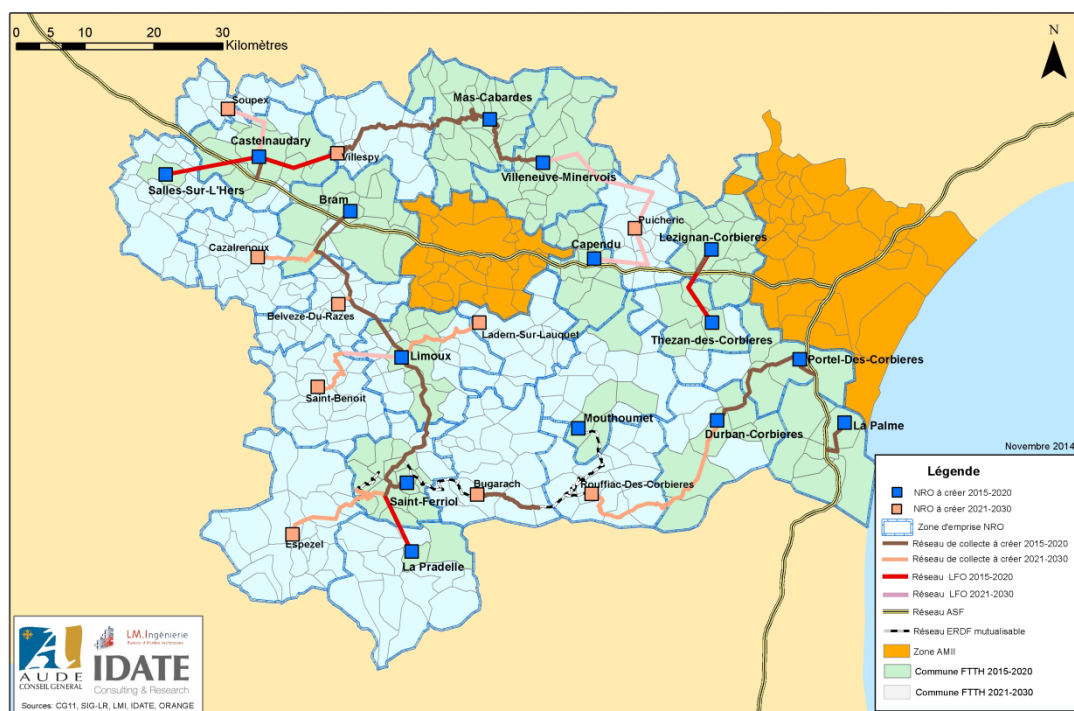 0 10 20 30
Kilomètres
N
Soupex
Mas-Cabardes
Castelnaudary
Villespy
Salles-Sur-L'Hers
Villeneuve-Minervois
Bram
Puicheric
Lezignan-Corbieres
Cazalrenoux
Capendu
Belveze-Du-Razes
Ladern-Sur-Lauquet
Thezan-des-Corbieres
Limoux
Portel-Des-Corbieres
Saint-Benoit
Mouthoumet
Durban-Corbieres
La Palme
Bugarach
Rouffiac-Des-Corbieres
Saint-Ferriol
Espezel
La Pradelle
Novembre 2014
Légende
NRO à créer 2015-2020
NRO à créer 2021-2030
Zone d'emprise NRO
Réseau de collecte à créer 2015-2020
Réseau de collecte à créer 2021-2030
Réseau LFO 2015-2020
Réseau LFO 2021-2030
Réseau ASF
Réseau ERDF mutualisable
Zone AMII
Commune FTTH 2015-2020
Commune FTTH 2021-2030
AUDE
CONSEIL GENERAL
LM.Ingénierie
Bureau d'études techniques
IDATE
Consulting & Research
Sources: CG11, SIG-LR, LMI, IDATE, ORANGE